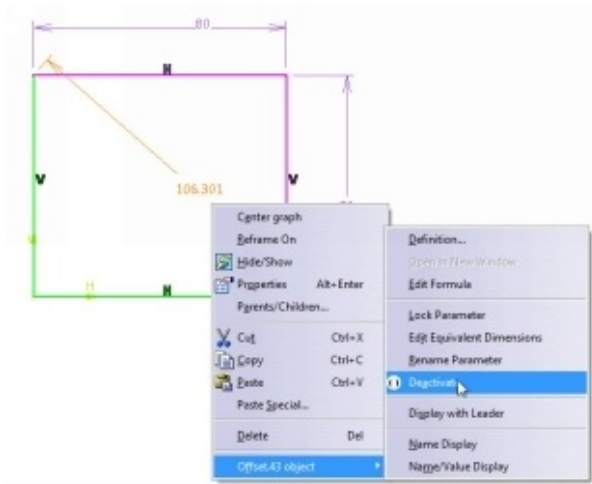 80
H
V
106.301
V
H
H
Center graph
Reframe On
Hide/Show
Properties Alt+Enter
Parents/Children...
Cut Ctrl+X
Copy Ctrl+C
Paste Ctrl+V
Paste Special...
Delete Del
Offset.43 object
Definition...
Open in New Window
Edit Formula
Lock Parameter
Edit Equivalent Dimensions
Rename Parameter
Deactivate
Display with Leader
Name Display
Name/Value Display